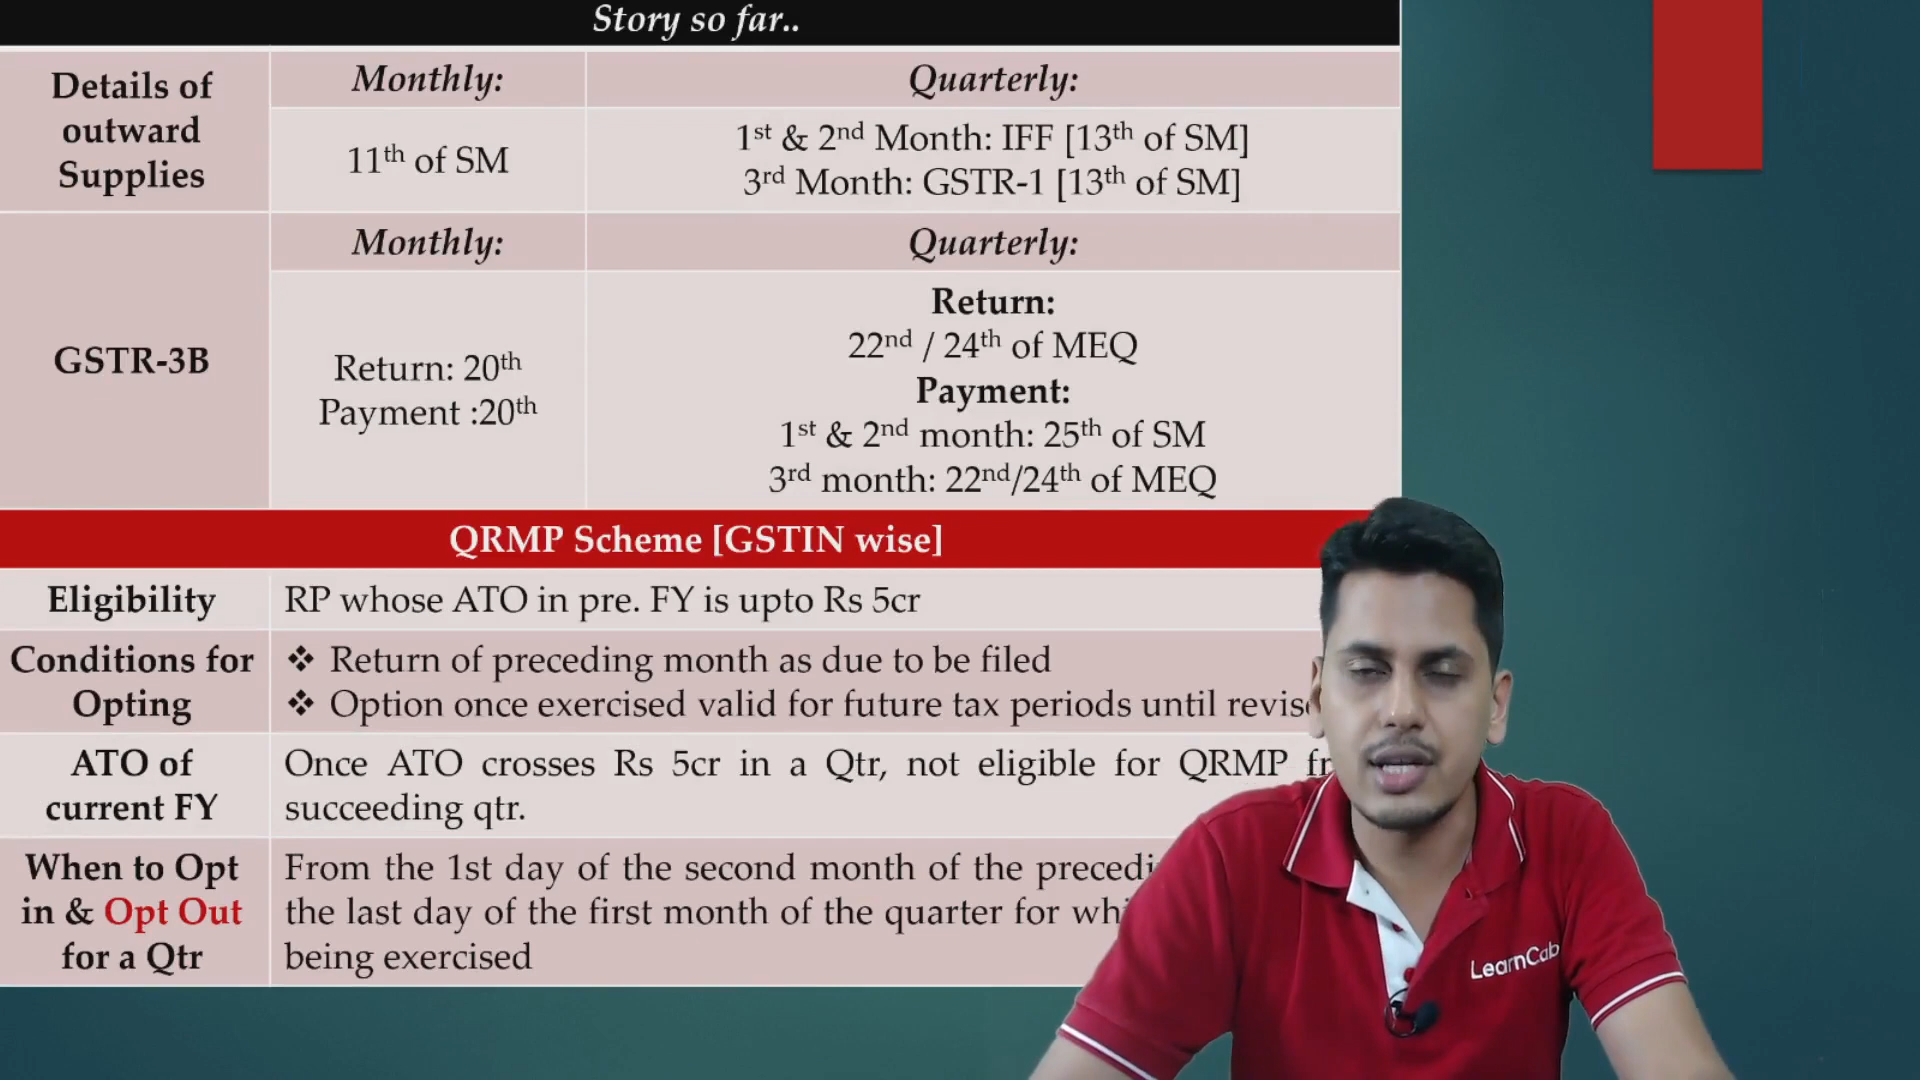 Story so far..
Details of
outward
Supplies
Monthly:
Quarterly:
11th of SM
1st & 2nd Month: IFF [13th of SM]
3rd Month: GSTR-1 [13th of SM]
GSTR-3B
Monthly:
Quarterly:
Return: 20th
Payment :20th
Return:
22nd / 24th of MEQ
Payment:
1st & 2nd month: 25th of SM
3rd month: 22nd/24th of MEQ
QRMP Scheme [GSTIN wise]
Eligibility
RP whose ATO in pre. FY is upto Rs 5cr
Conditions for
Opting
❖ Return of preceding month as due to be filed
❖ Option once exercised valid for future tax periods until
ATO of
current FY
Once ATO crosses Rs 5cr in a Qtr, not eligible for QRMP
succeeding qtr.
When to Opt
in & Opt Out
for a Qtr
From the 1st day of the second month of the
the last day of the first month of the quarter for
being exercised
LearnCab